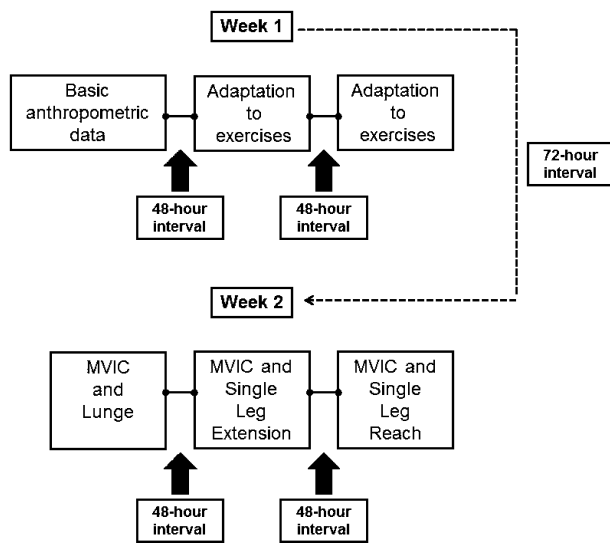 Week 1
Basic
anthropometric
data
Adaptation
to
exercises
Adaptation
to
exercises
72-hour
interval
48-hour
interval
48-hour
interval
Week 2
MVIC
and
Lunge
MVIC and
Single
Leg
Extension
MVIC and
Single
Leg
Reach
48-hour
interval
48-hour
interval